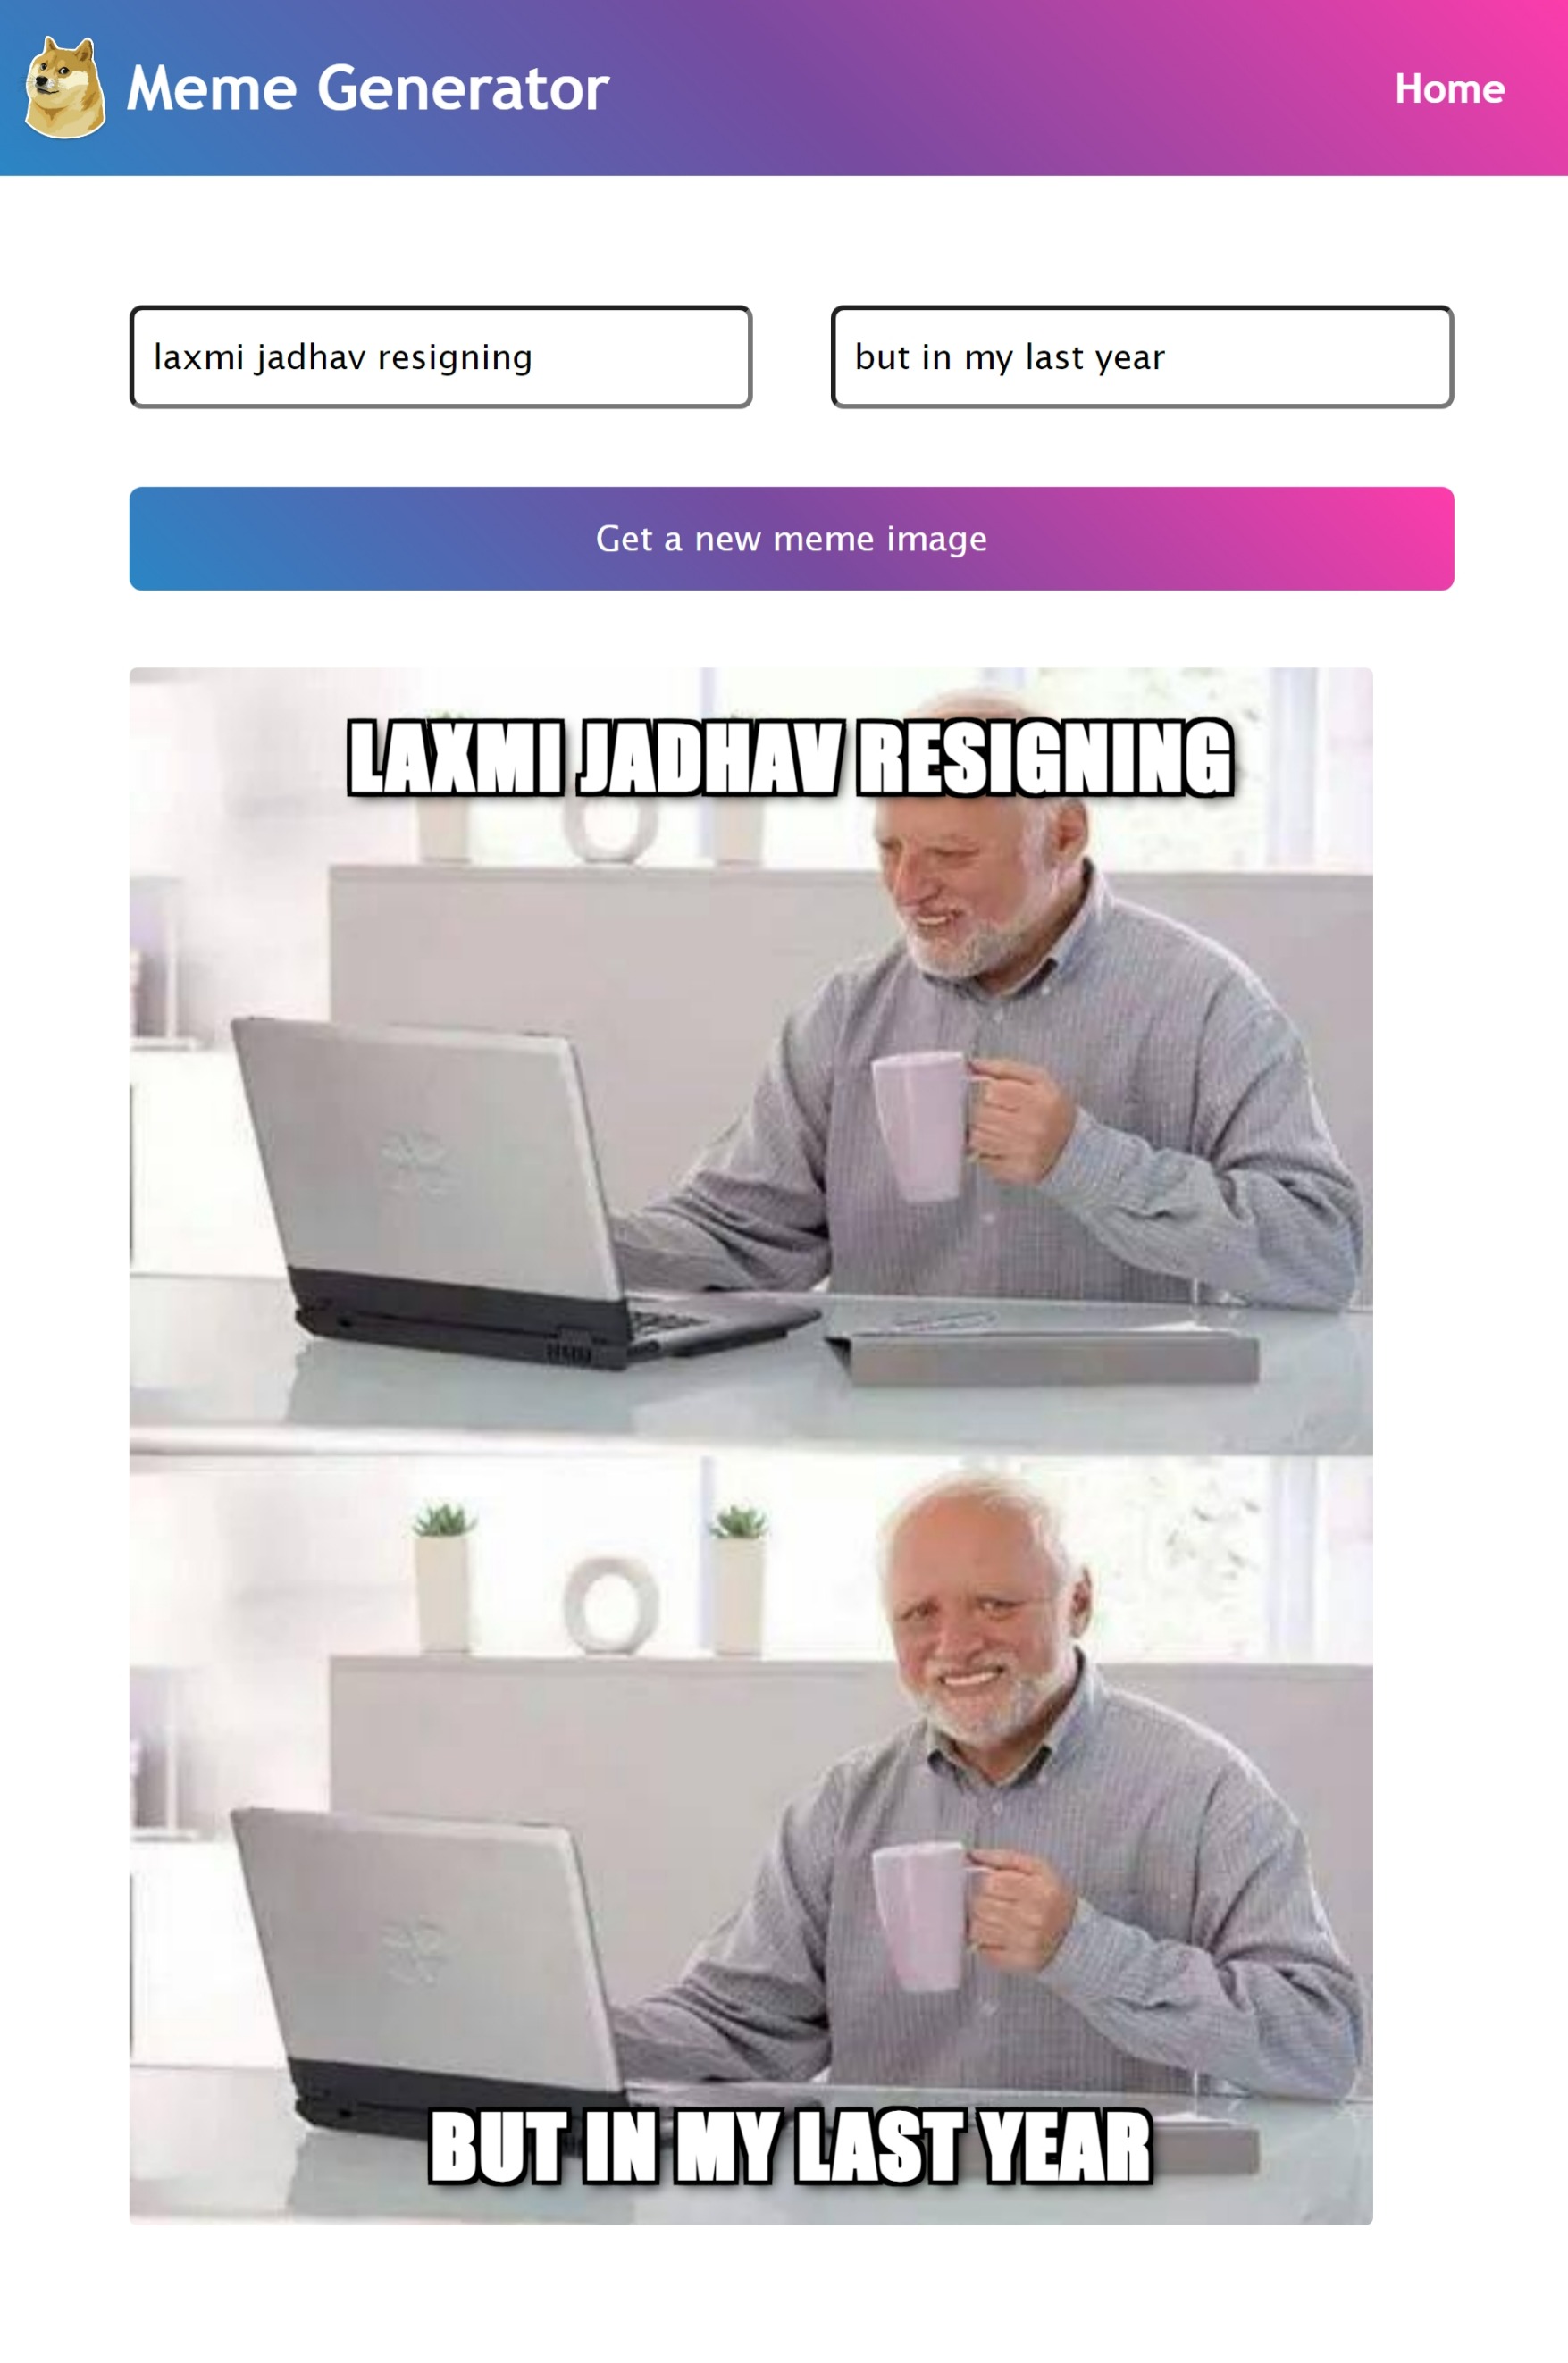 Meme Generator
Home
laxmi jadhav resigning
but in my last year
Get a new meme image
LAXMI JADHAV RESIGNING
BUT IN MY LAST YEAR